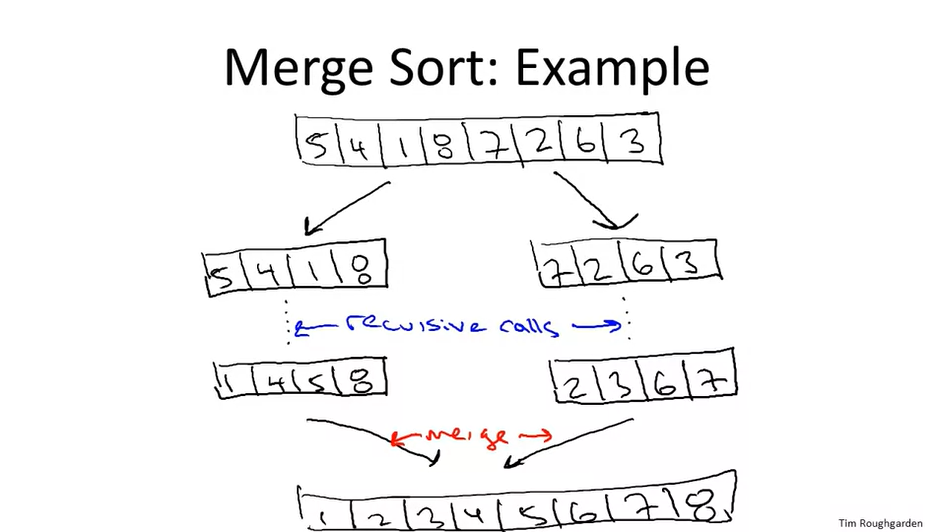 Merge Sort: Example
5 4 1 8 7 2 6 3
5 4 1 8
7 2 6 3
recursive calls
1 4 5 8
2 3 6 7
merge
1 2 3 4 5 6 7 8
Tim Roughgarden